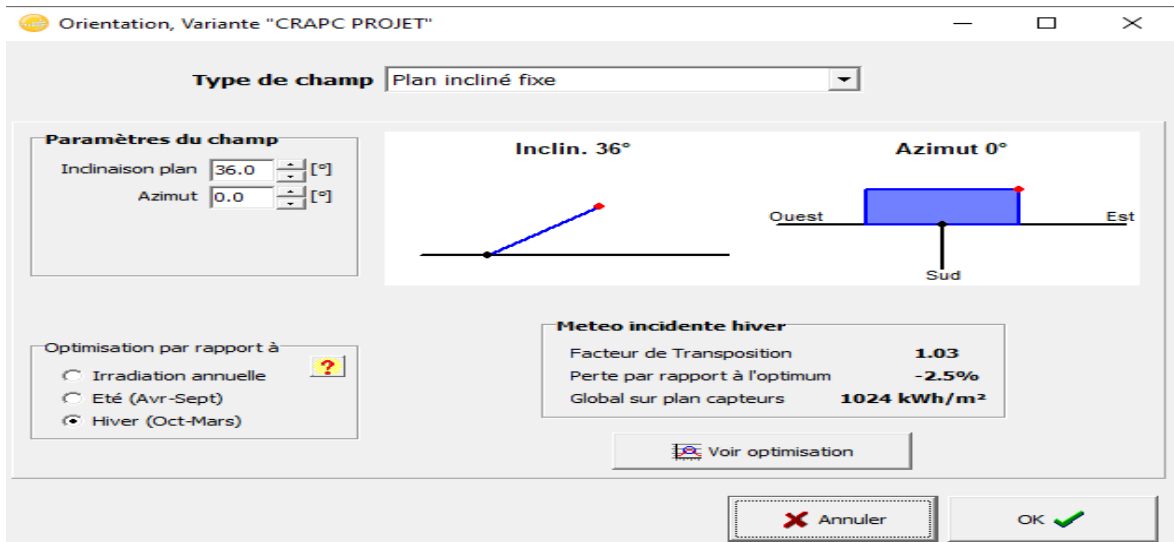 Orientation, Variante "CRAPC PROJET"
Type de champ Plan incliné fixe
Paramètres du champ
Inclinaison plan 36.0 [°]
Azimut 0.0 [°]
Inclin. 36°
Azimut 0°
Ouest
Est
Sud
Optimisation par rapport à
?
Irradiation annuelle
Eté (Avr-Sept)
Hiver (Oct-Mars)
Meteo incidente hiver
Facteur de Transposition 1.03
Perte par rapport à l'optimum -2.5%
Global sur plan capteurs 1024 kWh/m²
Voir optimisation
Annuler
OK